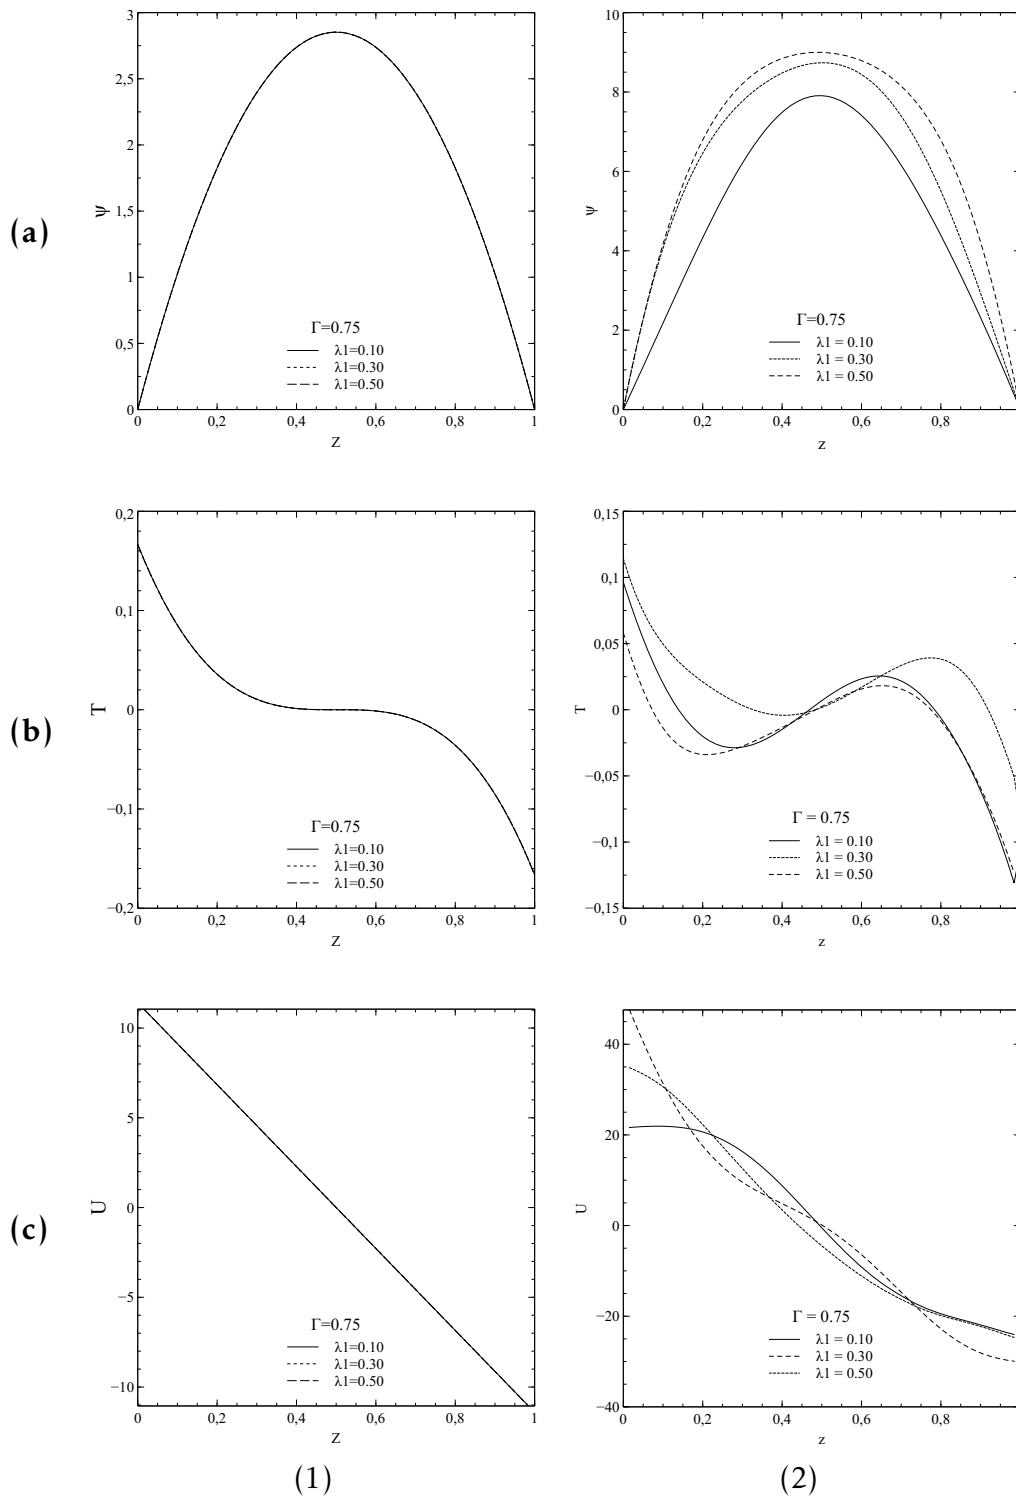 3
2,5
2
1,5
1
0,5
0
ψ
0
0,2
0,4
0,6
0,8
1
Z
Γ=0.75
λ1=0.10
λ1=0.30
λ1=0.50
(a)
10
8
6
4
2
0
ψ
0
0,2
0,4
0,6
0,8
z
Γ=0.75
λ1 = 0.10
λ1 = 0.30
λ1 = 0.50
0,2
0,1
0
−0,1
−0,2
T
0
0,2
0,4
0,6
0,8
1
Z
Γ=0.75
λ1=0.10
λ1=0.30
λ1=0.50
(b)
0,15
0,1
0,05
0
−0,05
−0,1
−0,15
T
0
0,2
0,4
0,6
0,8
z
Γ = 0.75
λ1 = 0.10
λ1 = 0.30
λ1 = 0.50
10
5
0
−5
−10
U
0
0,2
0,4
0,6
0,8
1
Z
Γ=0.75
λ1=0.10
λ1=0.30
λ1=0.50
(c)
40
20
0
−20
−40
U
0
0,2
0,4
0,6
0,8
z
Γ = 0.75
λ1 = 0.10
λ1 = 0.30
λ1 = 0.50
(1)
(2)